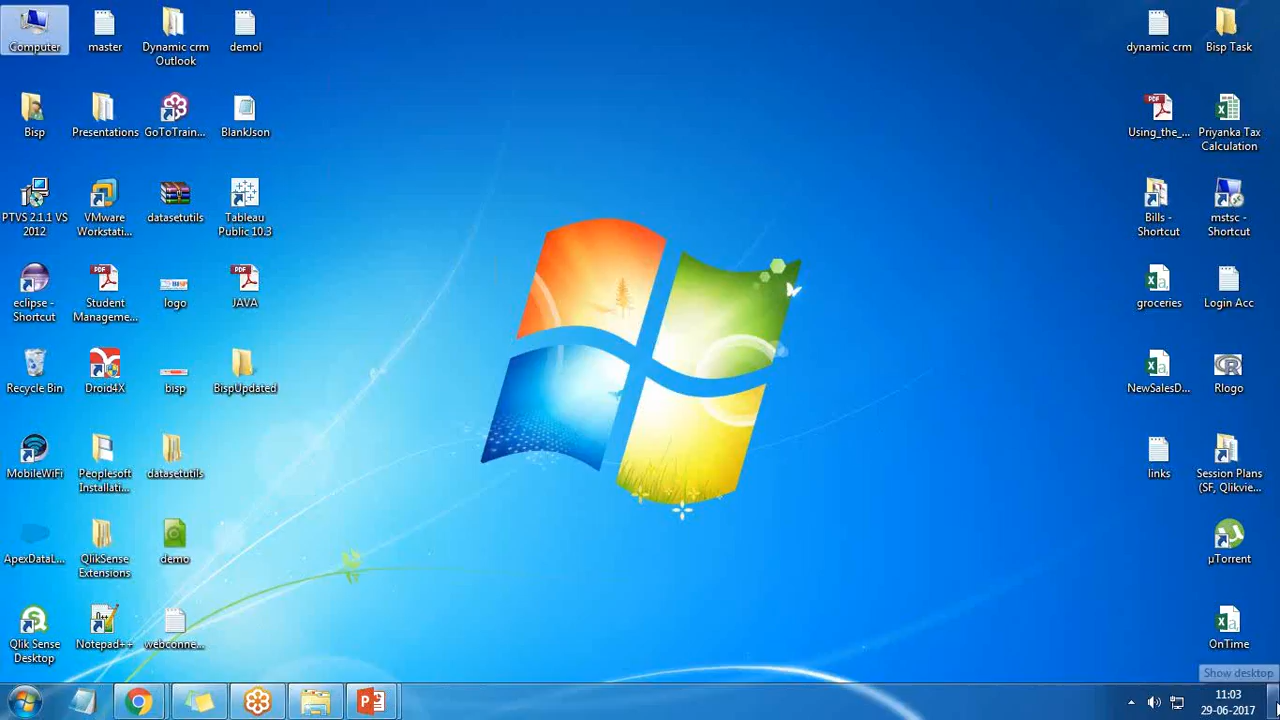 Computer
master
Dynamic crm
Outlook
demol
dynamic crm
Bisp Task
Bisp
Presentations
GoToTrain...
BlankJson
PDF
Using_the_...
Priyanka Tax
Calculation
PTVS 2.1.1 VS
2012
VMware
Workstati...
datasetutils
Tableau
Public 10.3
Bills -
Shortcut
mstsc -
Shortcut
eclipse -
Shortcut
PDF
Student
Manageme...
logo
PDF
JAVA
groceries
Login Acc
Recycle Bin
Droid4X
bisp
BispUpdated
NewSalesD...
Rlogo
MobileWiFi
Peoplesoft
Installati...
datasetutils
links
Session Plans
(SF, Qlikvie...
ApexDataL...
QlikSense
Extensions
demo
µTorrent
Qlik Sense
Desktop
Notepad++
webconne...
OnTime
Show desktop
11:03
29-06-2017